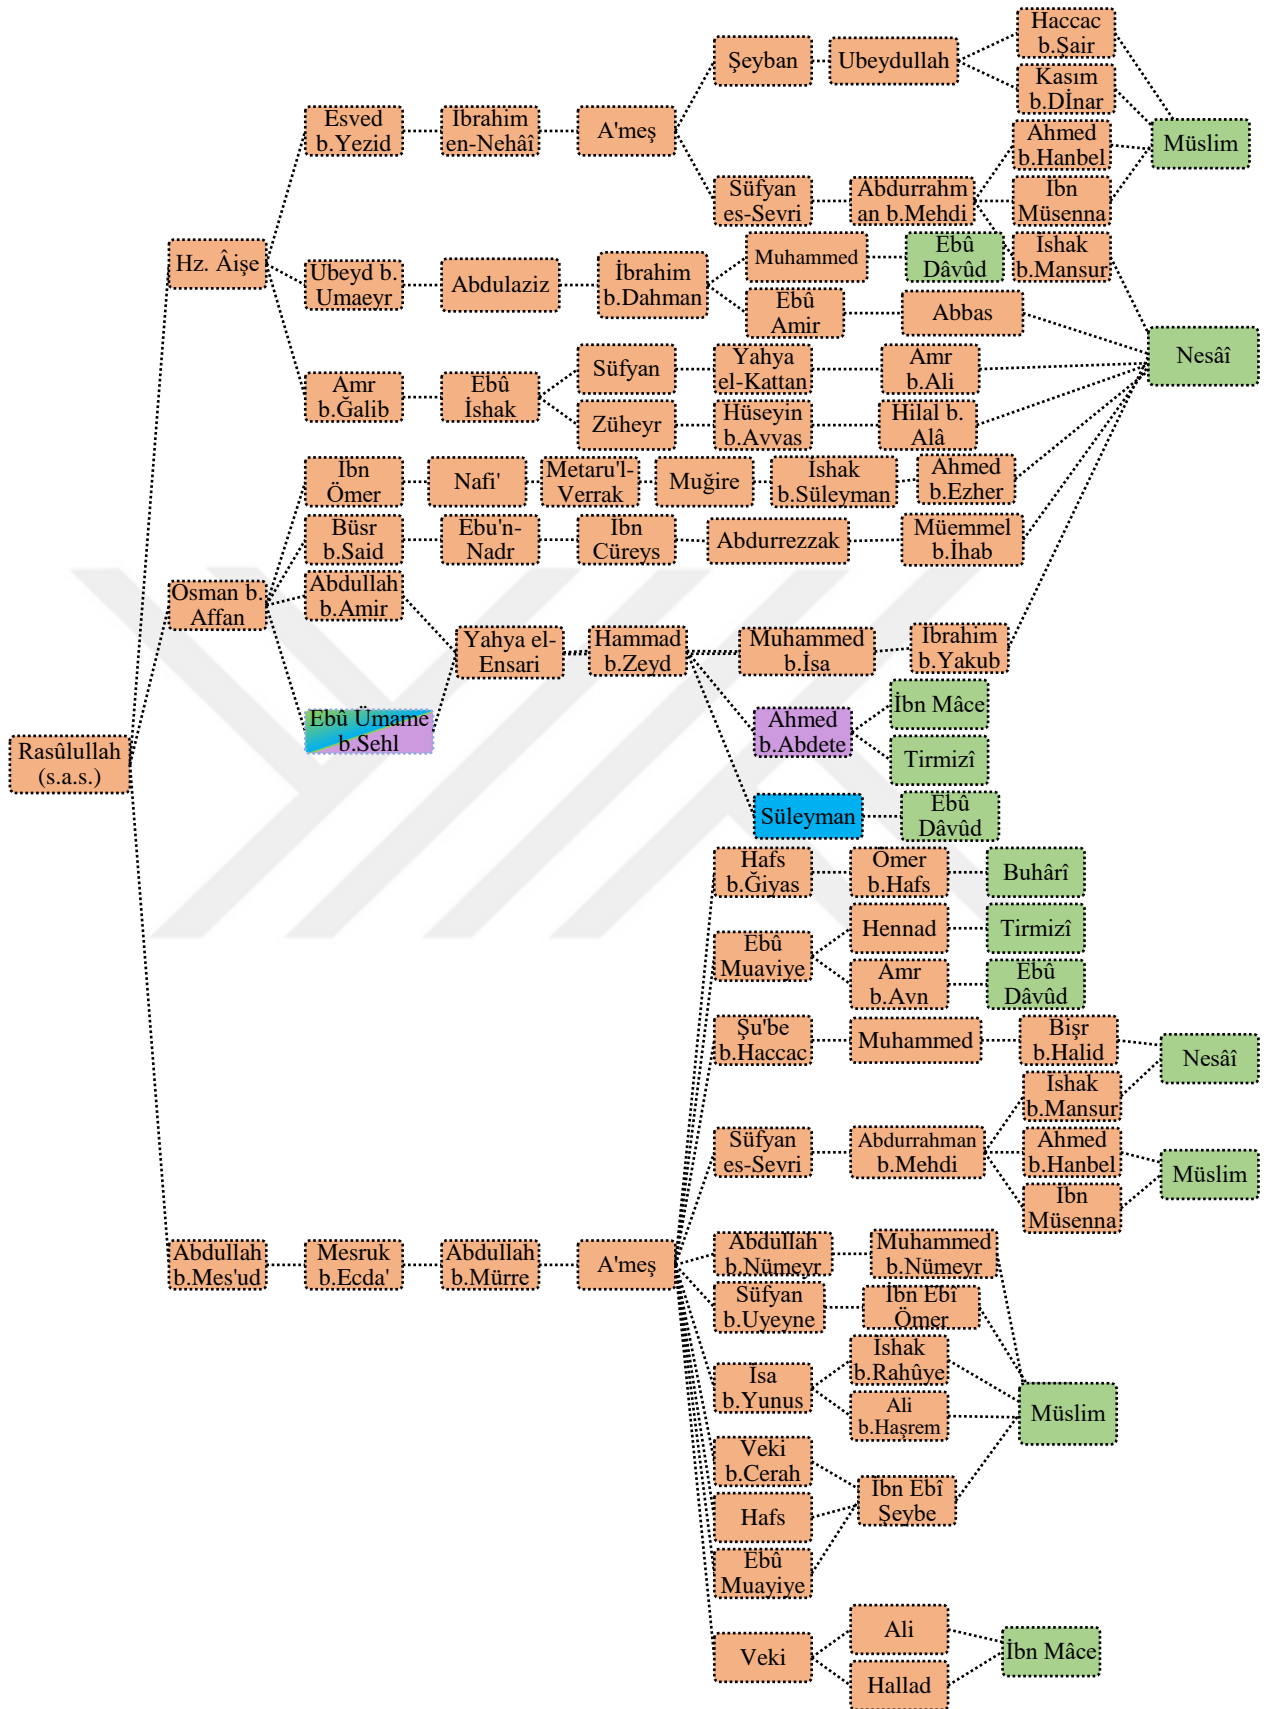 Haccac
b.Şair
Şeyban
Ubeydullah
Kasım
b.Dİnar
Esved
b.Yezid
İbrahim
en-Nehâî
A'meş
Ahmed
b.Hanbel
Müslim
Süfyan
es-Sevri
Abdurrahm
an b.Mehdi
İbn
Müsenna
Hz. Âişe
Muhammed
Ebû
Dâvûd
İshak
b.Mansur
Ubeyd b.
Umaeyr
Abdulaziz
İbrahim
b.Dahman
Ebû
Amir
Abbas
Nesâî
Amr
b.Ğalib
Ebû
İshak
Süfyan
Yahya
el-Kattan
Amr
b.Ali
Züheyr
Hüseyin
b.Avvas
Hilal b.
Alâ
İbn
Ömer
Nafi'
Metaru'l-
Verrak
Muğire
İshak
b.Süleyman
Ahmed
b.Ezher
Büsr
b.Said
Ebu'n-
Nadr
İbn
Cüreys
Abdurrezzak
Müemmel
b.İhab
Osman b.
Affan
Abdullah
b.Amir
Yahya el-
Ensari
Hammad
b.Zeyd
Muhammed
b.İsa
İbrahim
b.Yakub
Ebû Ümame
b.Sehl
Ahmed
b.Abdete
İbn Mâce
Tirmizî
Rasûlullah
(s.a.s.)
Süleyman
Ebû
Dâvûd
Hafs
b.Ğiyas
Ömer
b.Hafs
Buhârî
Ebû
Muaviye
Hennad
Tirmizî
Amr
b.Avn
Ebû
Dâvûd
Şu'be
b.Haccac
Muhammed
Bişr
b.Halid
Nesâî
İshak
b.Mansur
Süfyan
es-Sevri
Abdurrahman
b.Mehdi
Ahmed
b.Hanbel
Müslim
İbn
Müsenna
Abdullah
b.Mes'ud
Mesruk
b.Ecda'
Abdullah
b.Mürre
A'meş
Abdullah
b.Nümeyr
Muhammed
b.Nümeyr
Süfyan
b.Uyeyne
İbn Ebî
Ömer
İsa
b.Yunus
İshak
b.Rahûye
Ali
b.Haşrem
Müslim
Veki
b.Cerah
Hafs
İbn Ebî
Şeybe
Ebû
Muayiye
Veki
Ali
Hallad
İbn Mâce